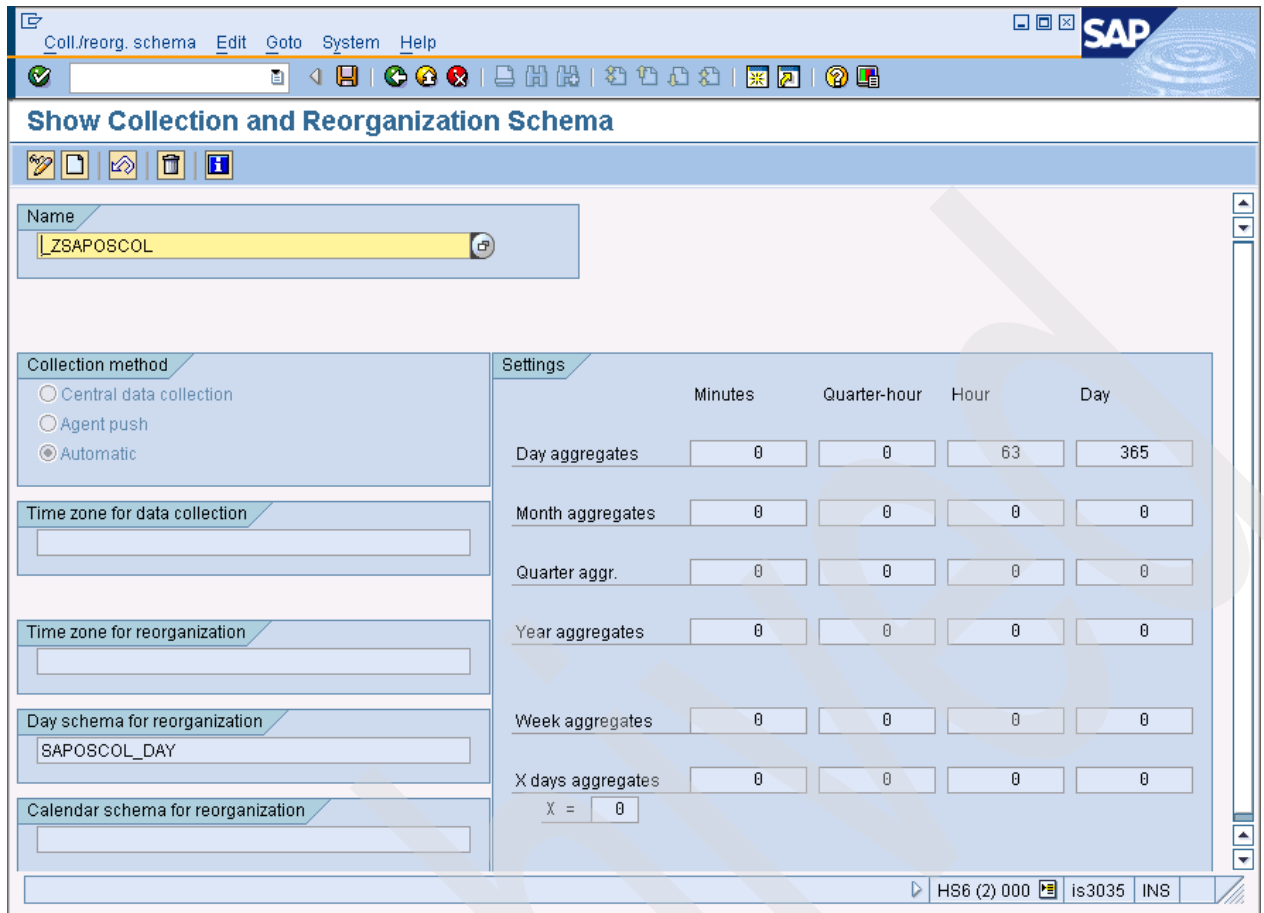 SAP
Coll./reorg. schema Edit Goto System Help
Show Collection and Reorganization Schema
Name
_ZSAPOSCOL
Collection method
Central data collection
Agent push
Automatic
Time zone for data collection
Time zone for reorganization
Day schema for reorganization
SAPOSCOL_DAY
Calendar schema for reorganization
Settings
Minutes Quarter-hour Hour Day
Day aggregates 0 0 63 365
Month aggregates 0 0 0 0
Quarter aggr. 0 0 0 0
Year aggregates 0 0 0 0
Week aggregates 0 0 0 0
X days aggregates 0 0 0 0
X = 0
HS6 (2) 000 is3035 INS